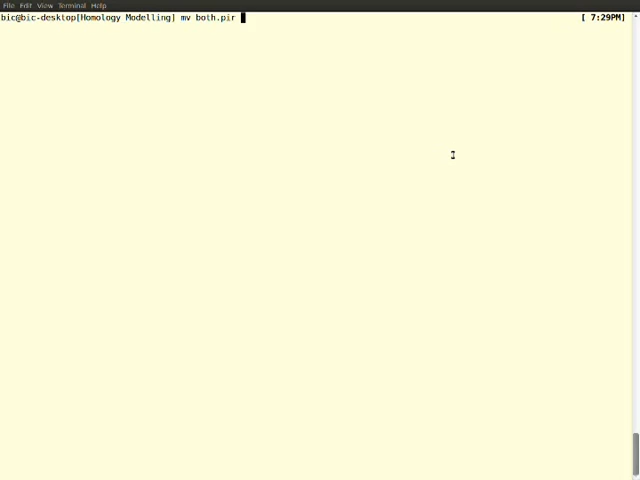 File Edit View Terminal Help
bic@bic-desktop[Homology Modelling] mv both.pir [ 7:29PM]